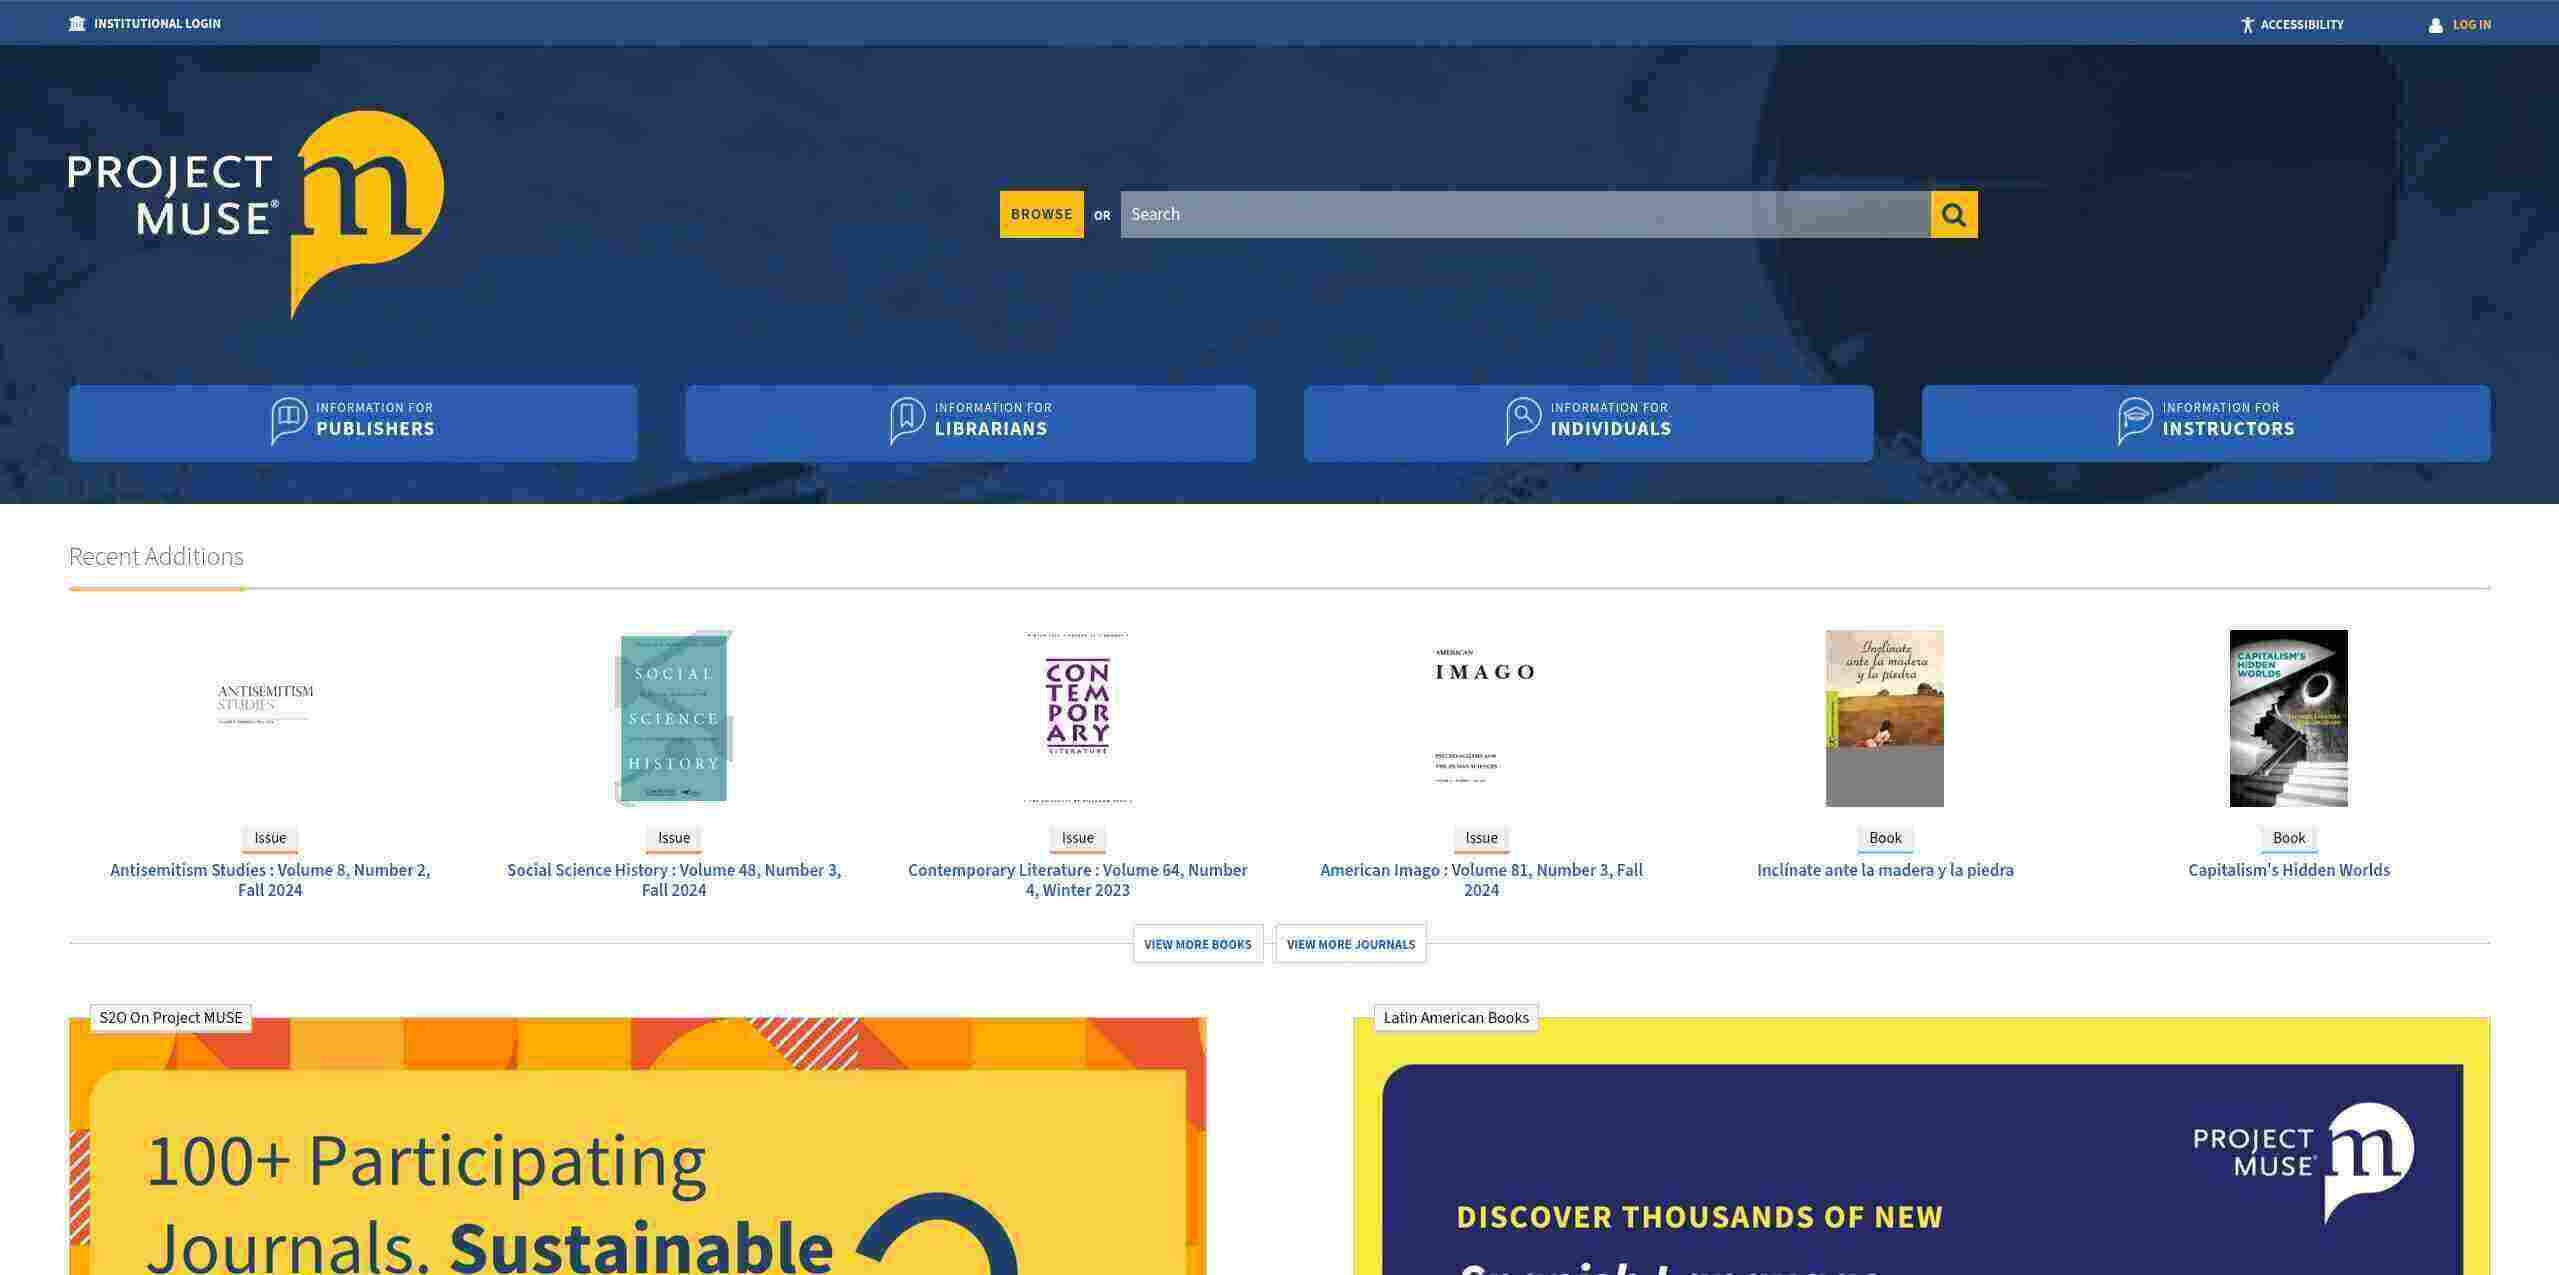 INSTITUTIONAL LOGIN
ACCESSIBILITY
LOG IN
PROJECT
MUSE®
m
BROWSE
OR
Search
INFORMATION FOR
PUBLISHERS
INFORMATION FOR
LIBRARIANS
INFORMATION FOR
INDIVIDUALS
INFORMATION FOR
INSTRUCTORS
Recent Additions
ANTISEMITISM
STUDIES
Issue
Antisemitism Studies : Volume 8, Number 2,
Fall 2024
SOCIAL
SCIENCE
HISTORY
Issue
Social Science History : Volume 48, Number 3,
Fall 2024
CON
TEM
POR
ARY
LITERATURE
Issue
Contemporary Literature : Volume 64, Number
4, Winter 2023
AMERICAN
IMAGO
Issue
American Imago : Volume 81, Number 3, Fall
2024
Inclínate
ante la madera
y la piedra
Book
Inclínate ante la madera y la piedra
CAPITALISM'S
HIDDEN
WORLDS
Book
Capitalism's Hidden Worlds
VIEW MORE BOOKS
VIEW MORE JOURNALS
S2O On Project MUSE
100+ Participating
Journals. Sustainable
Latin American Books
PROJECT
MUSE®
m
DISCOVER THOUSANDS OF NEW